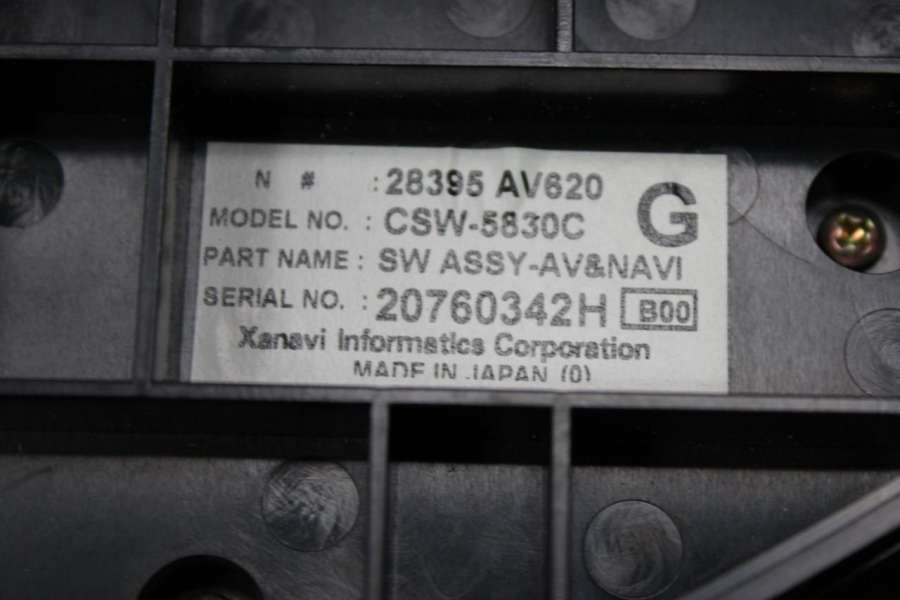 N # : 28395 AV620
G
MODEL NO. : CSW-5830C
PART NAME : SW ASSY-AV&NAVI
SERIAL NO. : 20760342H B00
Xanavi Informatics Corporation
MADE IN JAPAN (0)